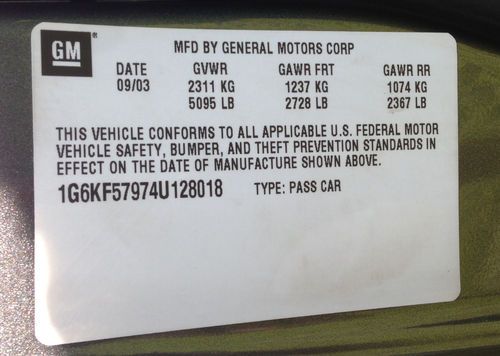 GM
MFD BY GENERAL MOTORS CORP
DATE GVWR GAWR FRT GAWR RR
09/03 2311 KG 1237 KG 1074 KG
5095 LB 2728 LB 2367 LB
THIS VEHICLE CONFORMS TO ALL APPLICABLE U.S. FEDERAL MOTOR
VEHICLE SAFETY, BUMPER, AND THEFT PREVENTION STANDARDS IN
EFFECT ON THE DATE OF MANUFACTURE SHOWN ABOVE.
1G6KF57974U128018 TYPE: PASS CAR